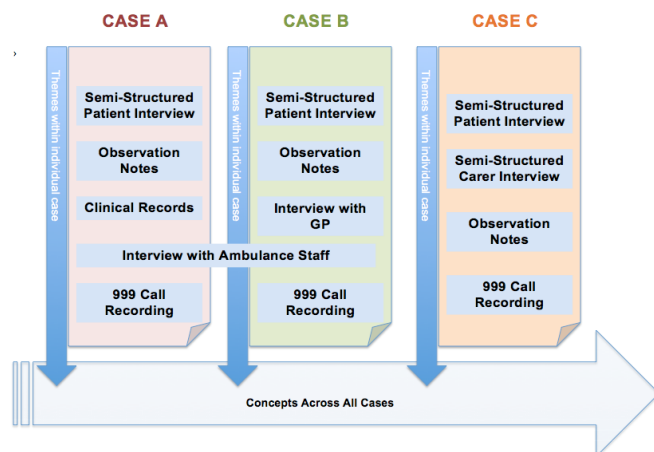 CASE A
CASE B
CASE C
Themes within individual case
Semi-Structured
Patient Interview
Observation
Notes
Clinical Records
Interview with Ambulance Staff
999 Call
Recording
Themes within individual case
Semi-Structured
Patient Interview
Observation
Notes
Interview with
GP
999 Call
Recording
Themes within individual case
Semi-Structured
Patient Interview
Semi-Structured
Carer Interview
Observation
Notes
999 Call
Recording
Concepts Across All Cases